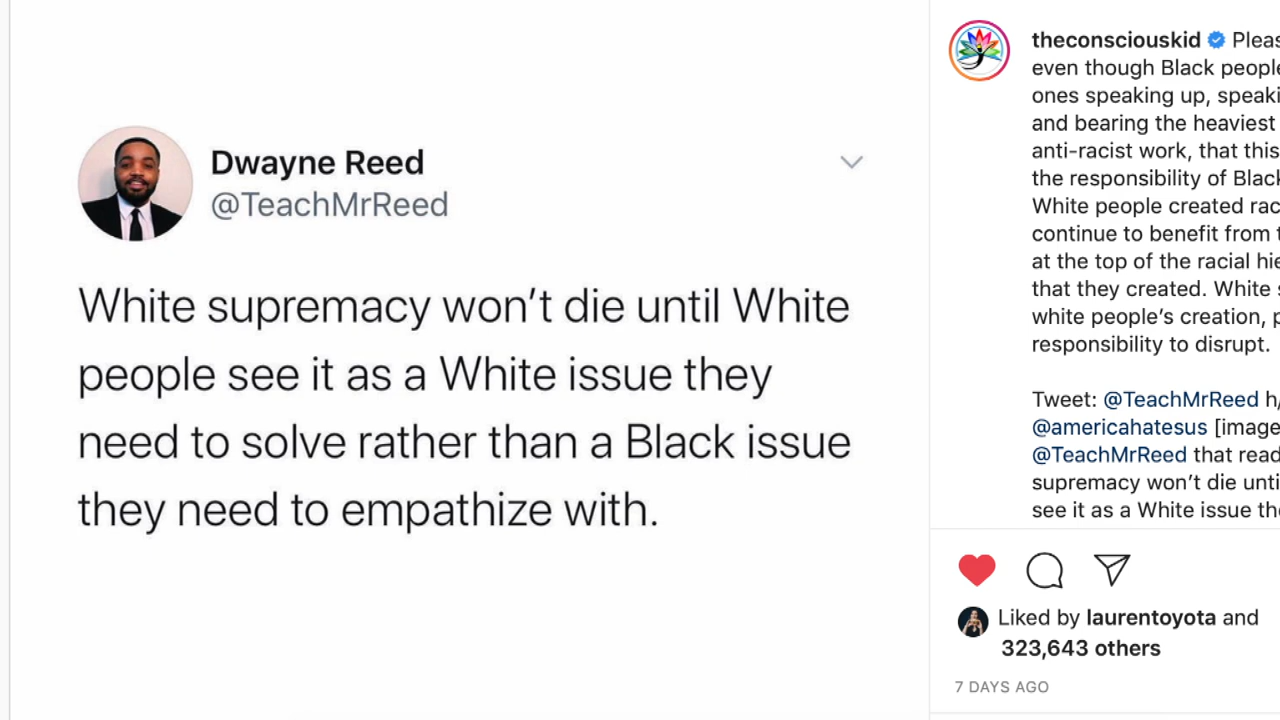 Dwayne Reed
@TeachMrReed
White supremacy won’t die until White
people see it as a White issue they
need to solve rather than a Black issue
they need to empathize with.
theconsciouskid
even though Black people
ones speaking up,
and bearing the heaviest
anti-racist work, that this
the responsibility of
White people created
continue to benefit from
at the top of the racial
that they created. White
white people’s creation,
responsibility to disrupt.
Tweet: @TeachMrReed
@americahatesus [image
@TeachMrReed that
supremacy won’t die
see it as a White issue
Liked by laurentoyota and
323,643 others
7 DAYS AGO